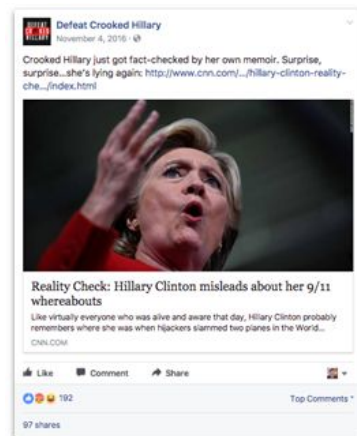 Defeat Crooked Hillary
November 4, 2016 ·
Crooked Hillary just got fact-checked by her own memoir. Surprise,
surprise...she's lying again: http://www.cnn.com/.../hillary-clinton-reality-
che.../index.html
Reality Check: Hillary Clinton misleads about her 9/11
whereabouts
Like virtually everyone who was alive and aware that day, Hillary Clinton probably
remembers where she was when hijackers slammed two planes in the World...
CNN.COM
Like Comment Share
192 Top Comments
97 shares